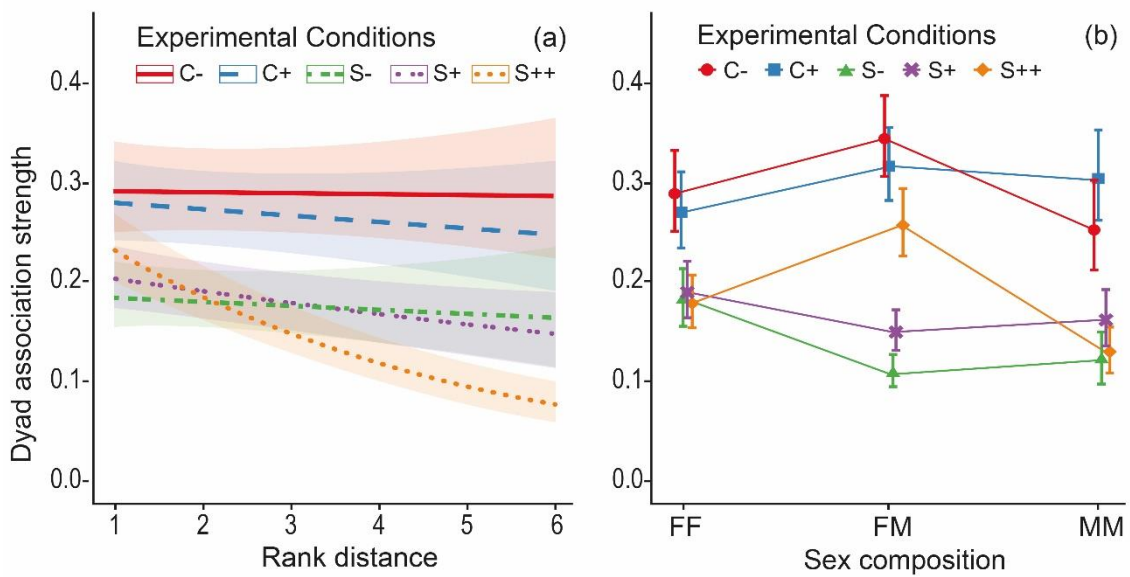 Experimental Conditions (a)
C- C+ S- S+ S++
Dyad association strength
0.4
0.3
0.2
0.1
0.0
1 2 3 4 5 6
Rank distance
Experimental Conditions (b)
C- C+ S- S+ S++
0.4
0.3
0.2
0.1
0.0
FF FM MM
Sex composition